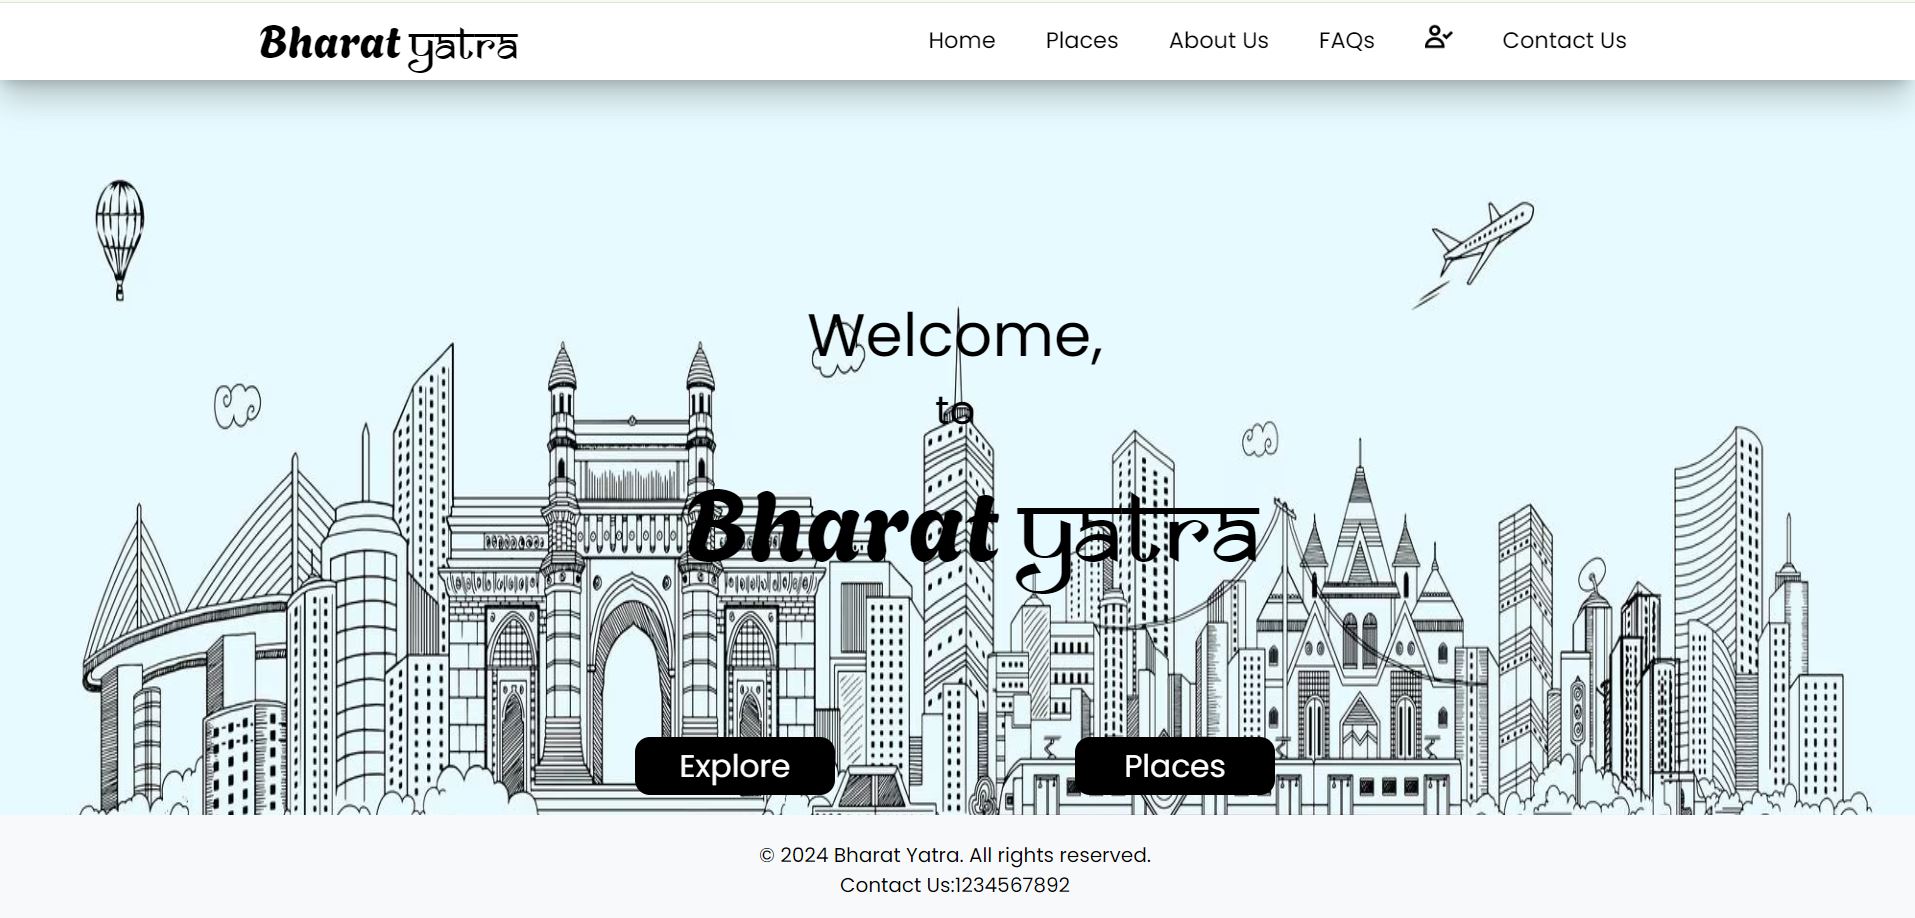 Bharat yatra
Home Places About Us FAQs Contact Us
Welcome,
to
Bharat yatra
Explore Places
© 2024 Bharat Yatra. All rights reserved.
Contact Us:1234567892